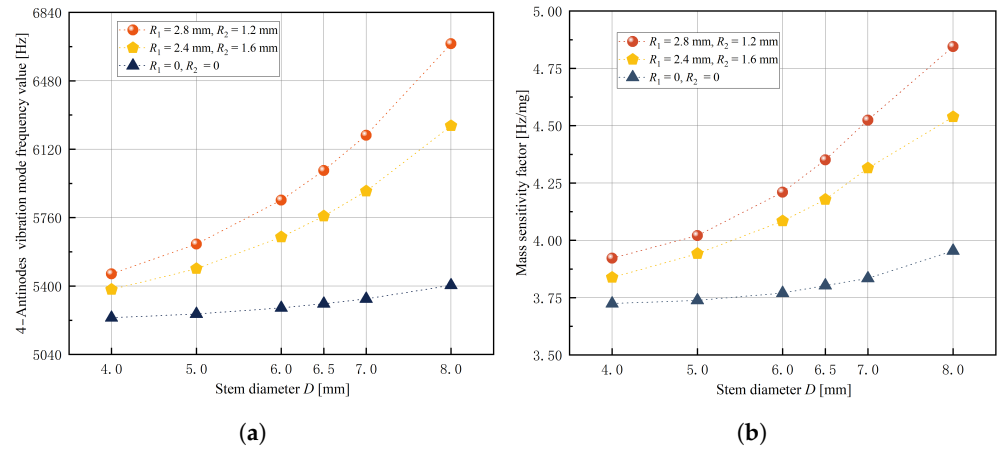 6840
6480
6120
5760
5400
5040
4-Antinodes vibration mode frequency value [Hz]
R1 = 2.8 mm, R2 = 1.2 mm
R1 = 2.4 mm, R2 = 1.6 mm
R1 = 0, R2 = 0
4.0 5.0 6.0 6.5 7.0 8.0
Stem diameter D [mm]
(a)
5.00
4.75
4.50
4.25
4.00
3.75
3.50
Mass sensitivity factor [Hz/mg]
R1 = 2.8 mm, R2 = 1.2 mm
R1 = 2.4 mm, R2 = 1.6 mm
R1 = 0, R2 = 0
4.0 5.0 6.0 6.5 7.0 8.0
Stem diameter D [mm]
(b)